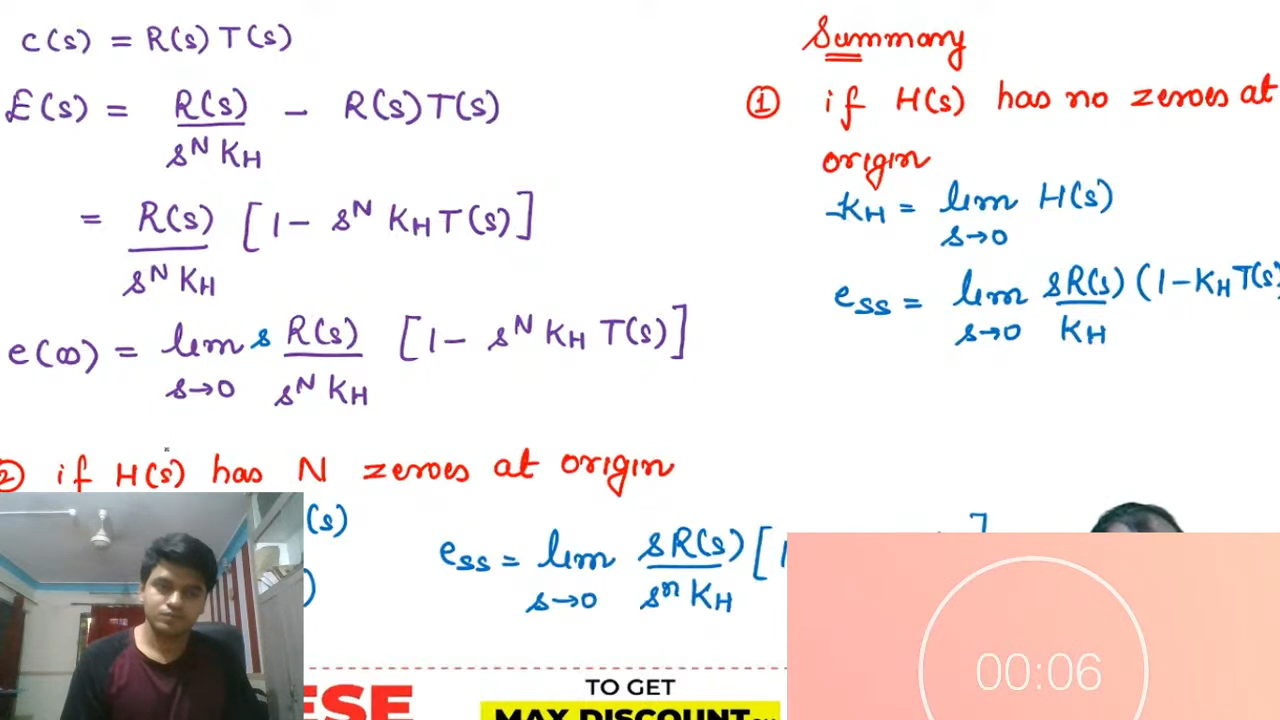 c(s) = R(s) T(s)
E(s) = R(s) / s^N K_H − R(s) T(s)
= R(s) / s^N K_H [1 − s^N K_H T(s)]
e(∞) = lim s→0 s R(s) / s^N K_H [1 − s^N K_H T(s)]
Summary
① if H(s) has no zeroes at
origin
K_H = lim s→0 H(s)
e_ss = lim s→0 sR(s) / K_H (1 − K_H T(s)
② if H(s) has N zeroes at origin
(s)
)
e_ss = lim s→0 sR(s) / s^n K_H [1 ]
00:06
ESE
TO GET
MAX DISCOUNT